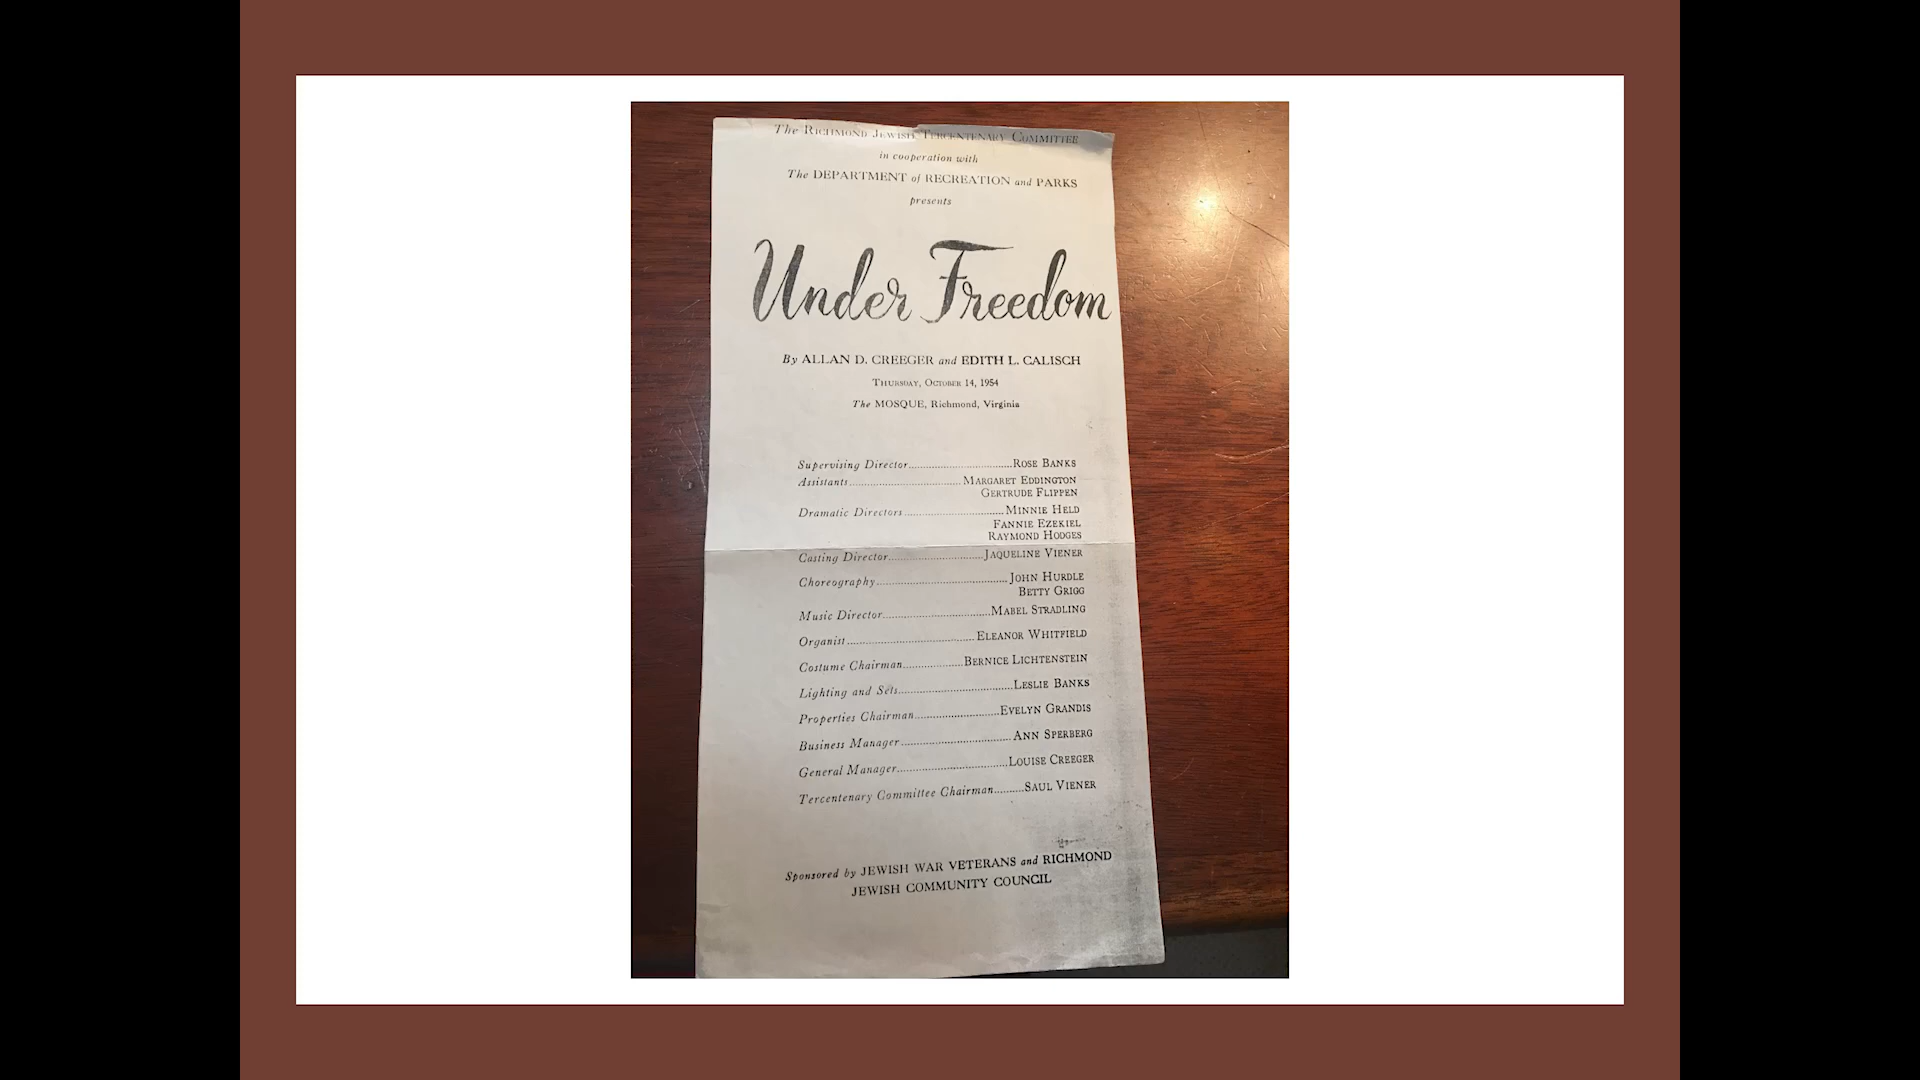 The RICHMOND JEWISH TERCENTENARY COMMITTEE
in cooperation with
The DEPARTMENT of RECREATION and PARKS
presents
Under Freedom
By ALLAN D. CREEGER and EDITH L. CALISCH
THURSDAY, OCTOBER 14, 1954
The MOSQUE, Richmond, Virginia
Supervising Director..................................ROSE BANKS
Assistants.....................................MARGARET EDDINGTON
GERTRUDE FLIPPEN
Dramatic Directors.................................MINNIE HELD
FANNIE EZEKIEL
RAYMOND HODGES
Casting Director...............................JAQUELINE VIENER
Choreography...........................................JOHN HURDLE
BETTY GRIGG
Music Director...................................MABEL STRADLING
Organist..........................................ELEANOR WHITFIELD
Costume Chairman....................BERNICE LICHTENSTEIN
Lighting and Sets......................................LESLIE BANKS
Properties Chairman............................EVELYN GRANDIS
Business Manager....................................ANN SPERBERG
General Manager....................................LOUISE CREEGER
Tercentenary Committee Chairman..........SAUL VIENER
Sponsored by JEWISH WAR VETERANS and RICHMOND
JEWISH COMMUNITY COUNCIL